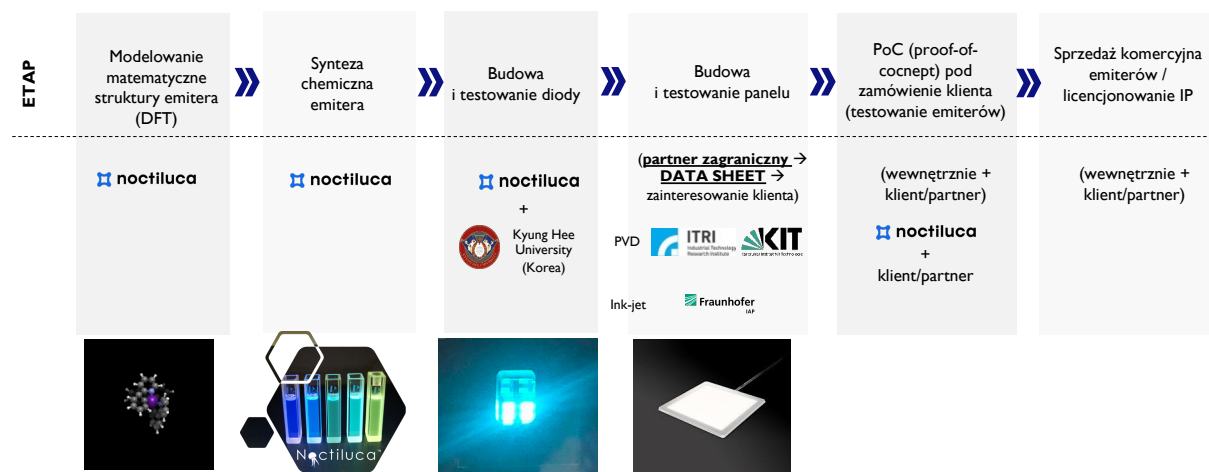 ETAP
Modelowanie
matematyczne
struktury emitera
(DFT)
Synteza
chemiczna
emitera
Budowa
i testowanie diody
Budowa
i testowanie panelu
PoC (proof-of-
cocnept) pod
zamówienie klienta
(testowanie emiterów)
Sprzedaż komercyjna
emiterów /
licencjonowanie IP
noctiluca
noctiluca
noctiluca
+
Kyung Hee
University
(Korea)
(partner zagraniczny →
DATA SHEET →
zainteresowanie klienta)
PVD
ITRI
Industrial Technology
Research Institute
KIT
Ink-jet
Fraunhofer
IAP
(wewnętrznie +
klient/partner)
noctiluca
+
klient/partner
(wewnętrznie +
klient/partner)
Noctiluca